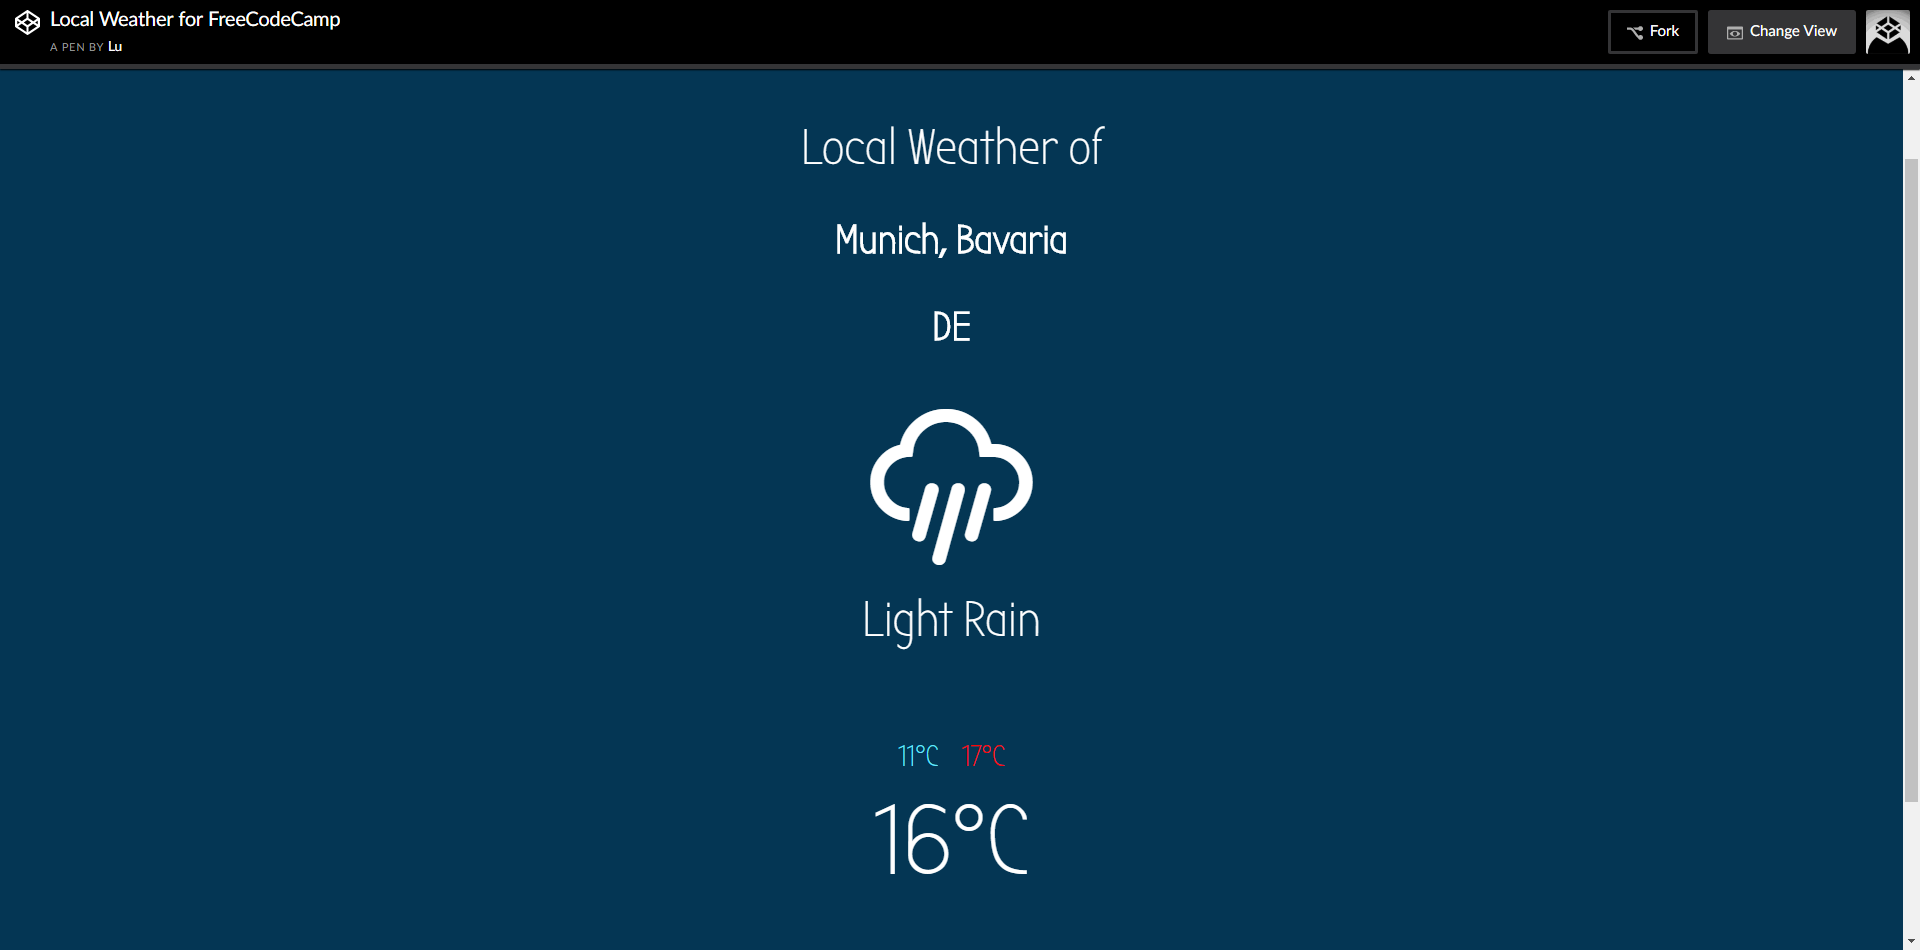 Local Weather for FreeCodeCamp
A PEN BY Lu
Fork
Change View
Local Weather of
Munich, Bavaria
DE
Light Rain
11°C 17°C
16°C